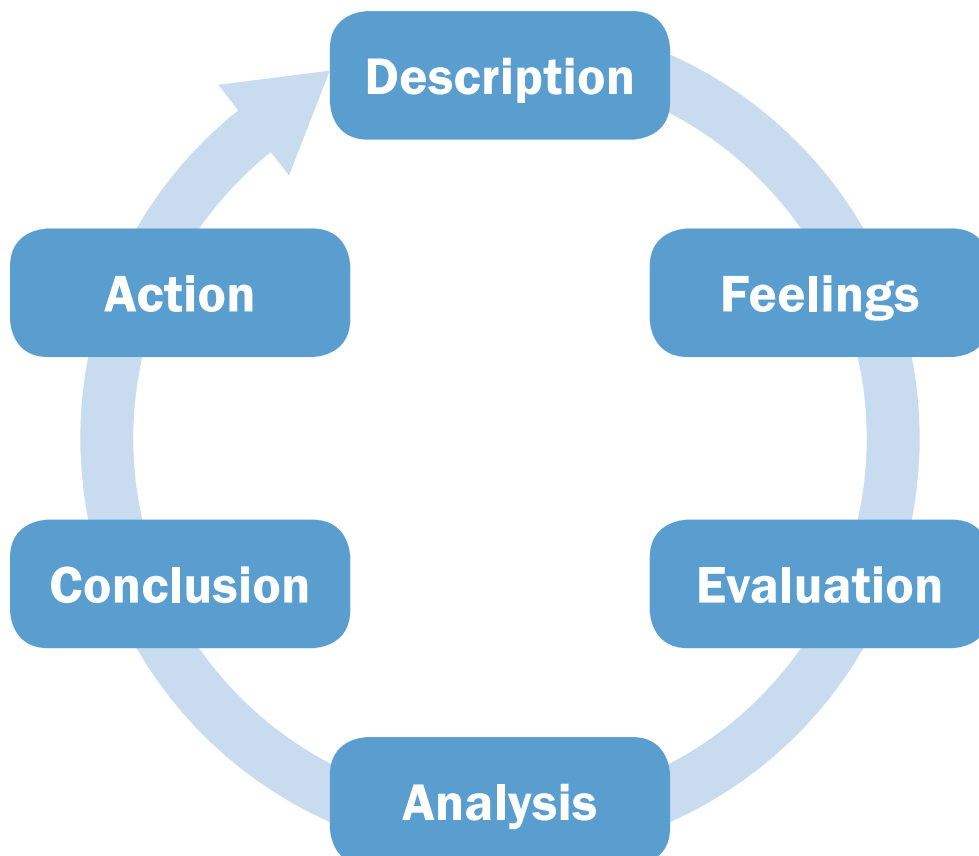 Description
Feelings
Evaluation
Analysis
Conclusion
Action